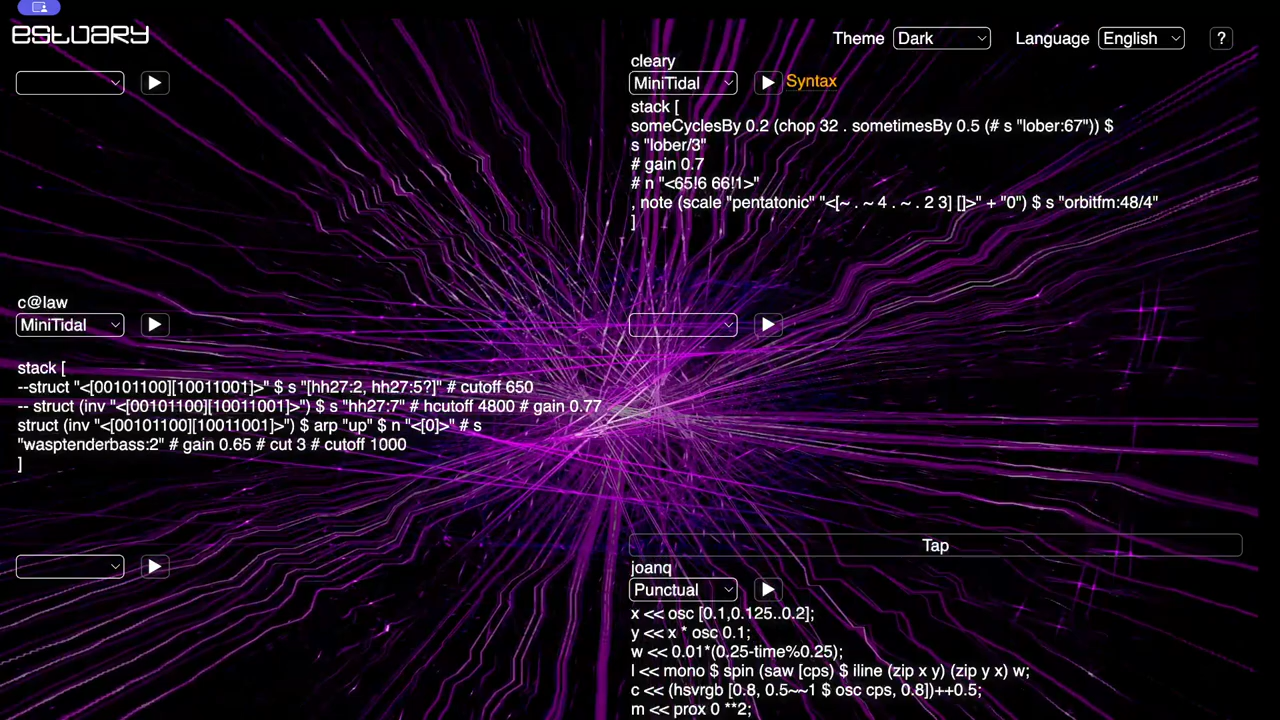 estuary
Theme Dark Language English ?
cleary
MiniTidal Syntax
stack [
someCyclesBy 0.2 (chop 32 . sometimesBy 0.5 (# s "lober:67")) $
s "lober/3"
# gain 0.7
# n "<65!6 66!1>"
, note (scale "pentatonic" "<[~ . ~ 4 . ~ . 2 3] []>" + "0") $ s "orbitfm:48/4"
]
c@law
MiniTidal
stack [
--struct "<[00101100][10011001]>" $ s "[hh27:2, hh27:5?]" # cutoff 650
-- struct (inv "<[00101100][10011001]>") $ s "hh27:7" # hcutoff 4800 # gain 0.77
struct (inv "<[00101100][10011001]>") $ arp "up" $ n "<[0]>" # s
"wasptenderbass:2" # gain 0.65 # cut 3 # cutoff 1000
]
Tap
joanq
Punctual
x << osc [0.1,0.125..0.2];
y << x * osc 0.1;
w << 0.01*(0.25-time%0.25);
l << mono $ spin (saw [cps) $ iline (zip x y) (zip y x) w;
c << (hsvrgb [0.8, 0.5~~1 $ osc cps, 0.8])++0.5;
m << prox 0 **2;